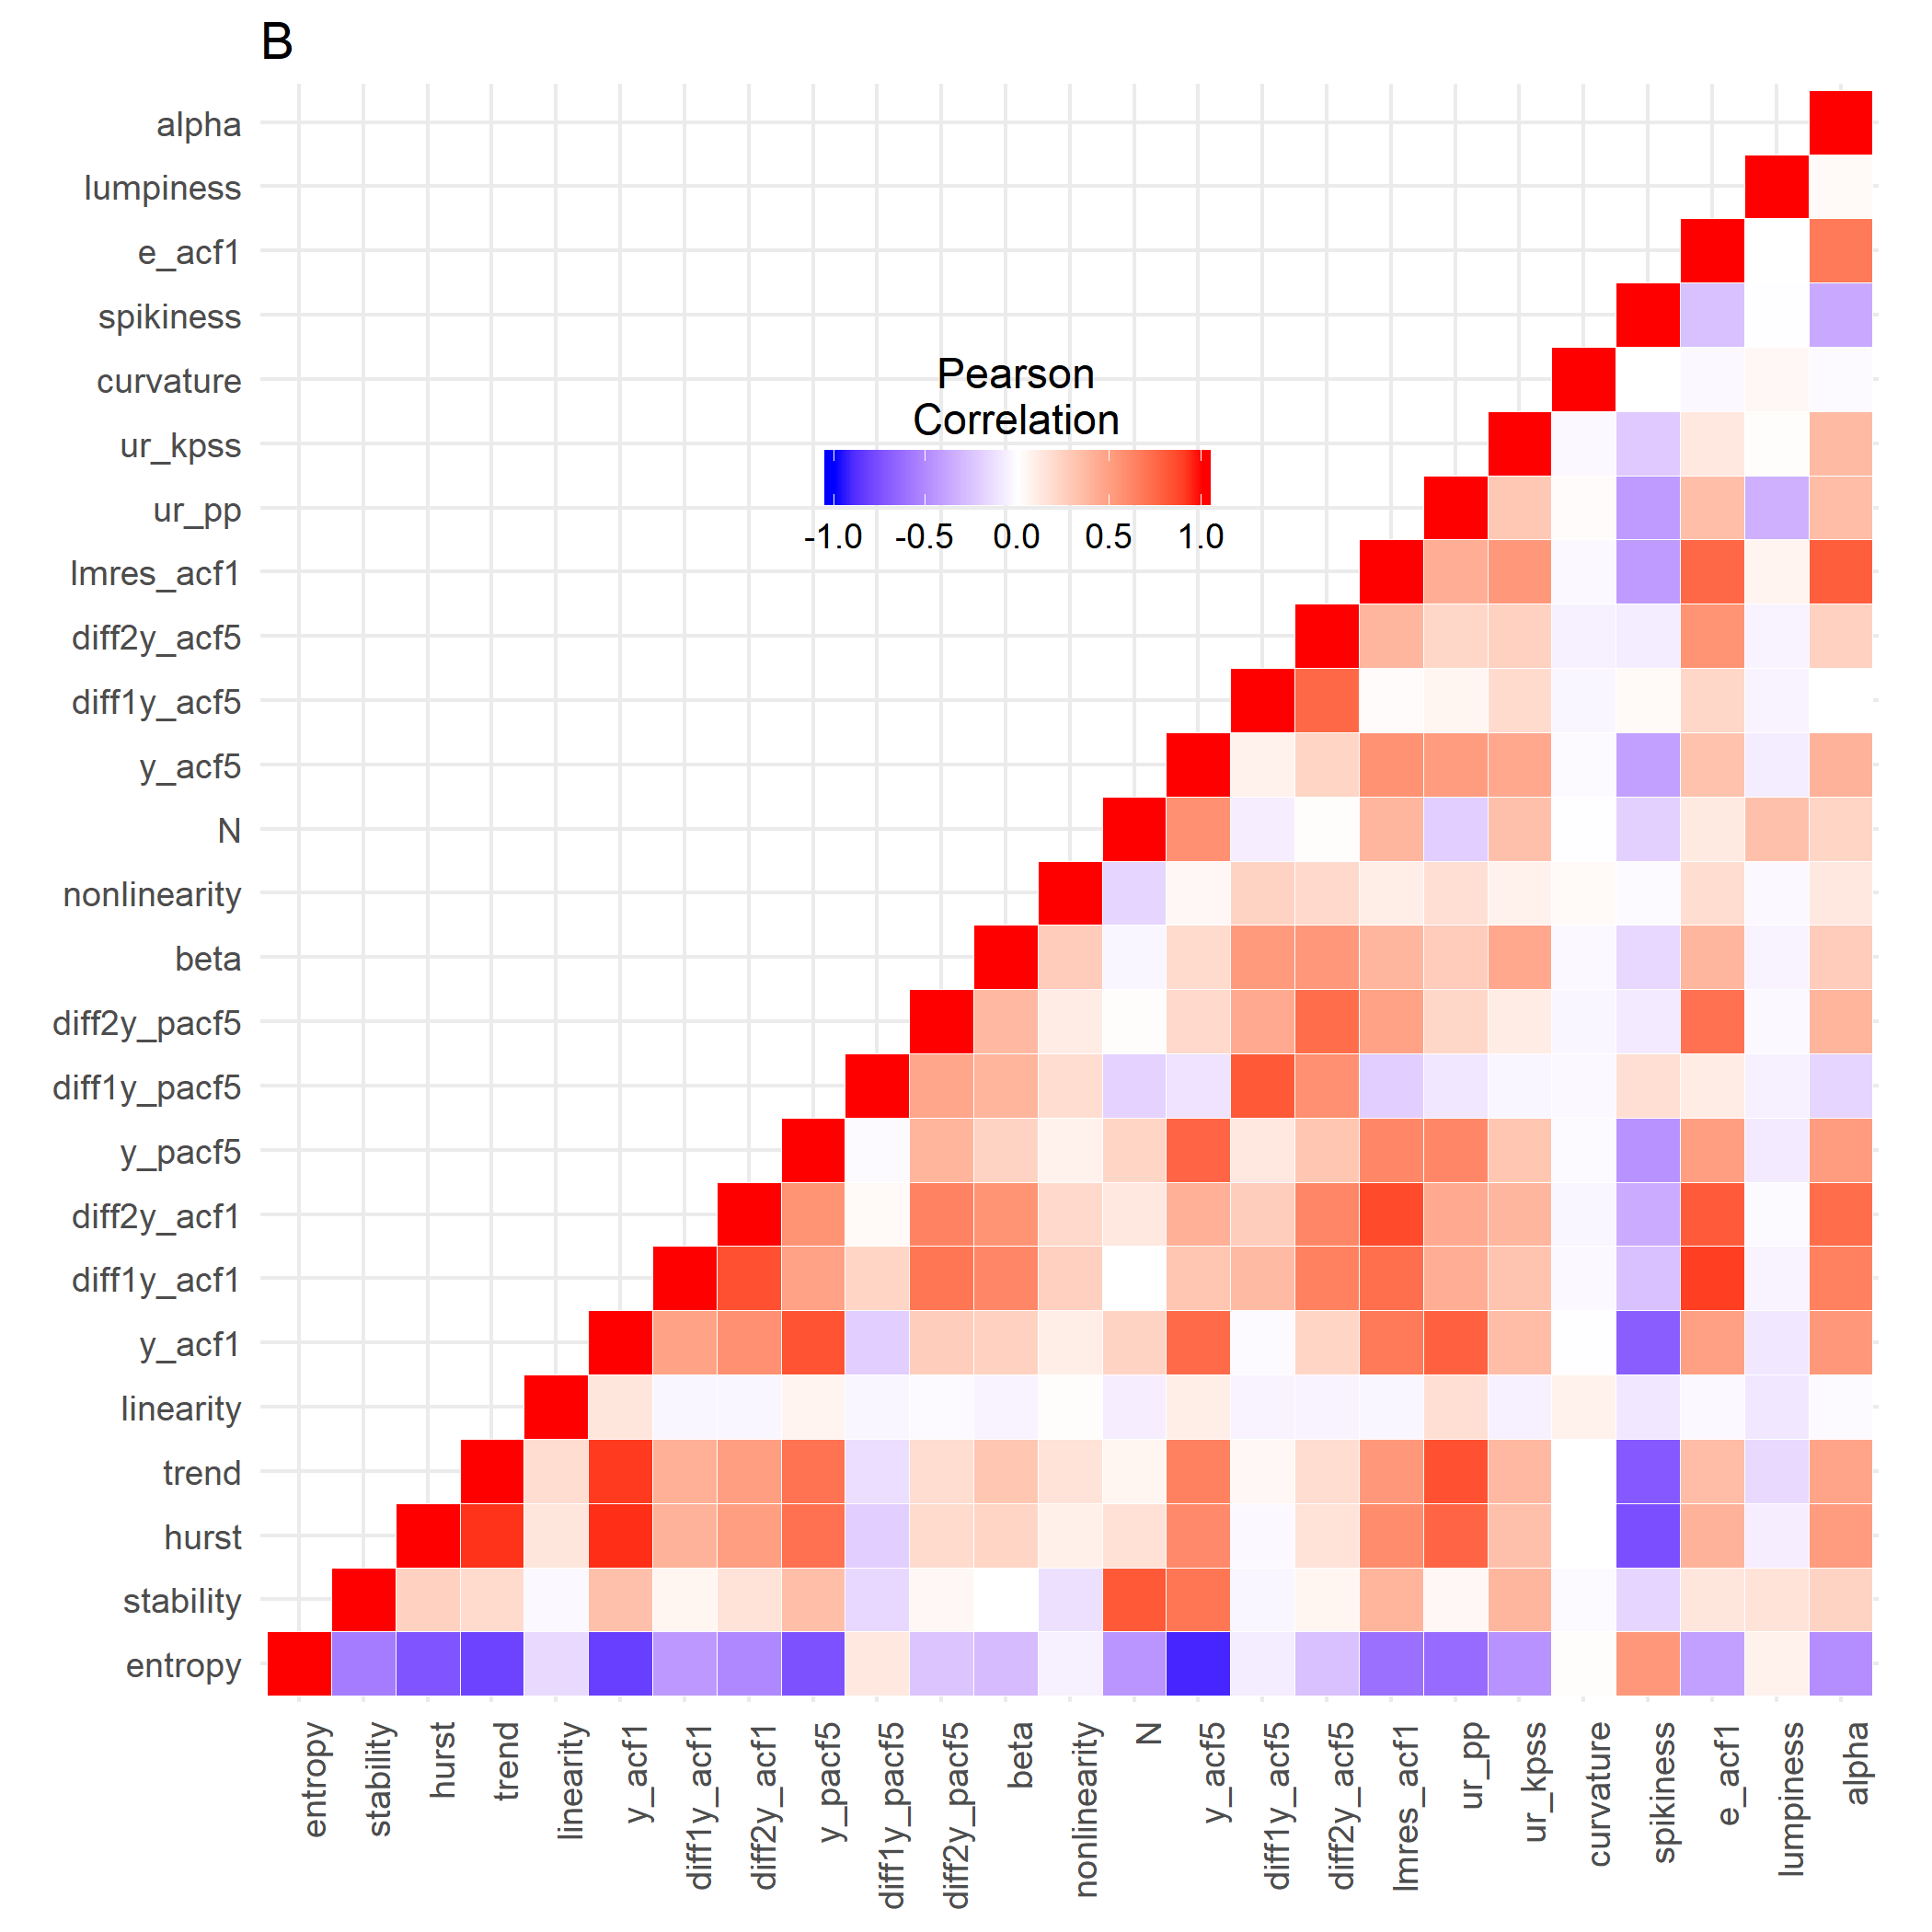 B
alpha
lumpiness
e_acf1
spikiness
curvature
ur_kpss
ur_pp
lmres_acf1
diff2y_acf5
diff1y_acf5
y_acf5
N
nonlinearity
beta
diff2y_pacf5
diff1y_pacf5
y_pacf5
diff2y_acf1
diff1y_acf1
y_acf1
linearity
trend
hurst
stability
entropy
Pearson
Correlation
-1.0 -0.5 0.0 0.5 1.0
entropy
stability
hurst
trend
linearity
y_acf1
diff1y_acf1
diff2y_acf1
y_pacf5
diff1y_pacf5
diff2y_pacf5
beta
nonlinearity
N
y_acf5
diff1y_acf5
diff2y_acf5
lmres_acf1
ur_pp
ur_kpss
curvature
spikiness
e_acf1
lumpiness
alpha